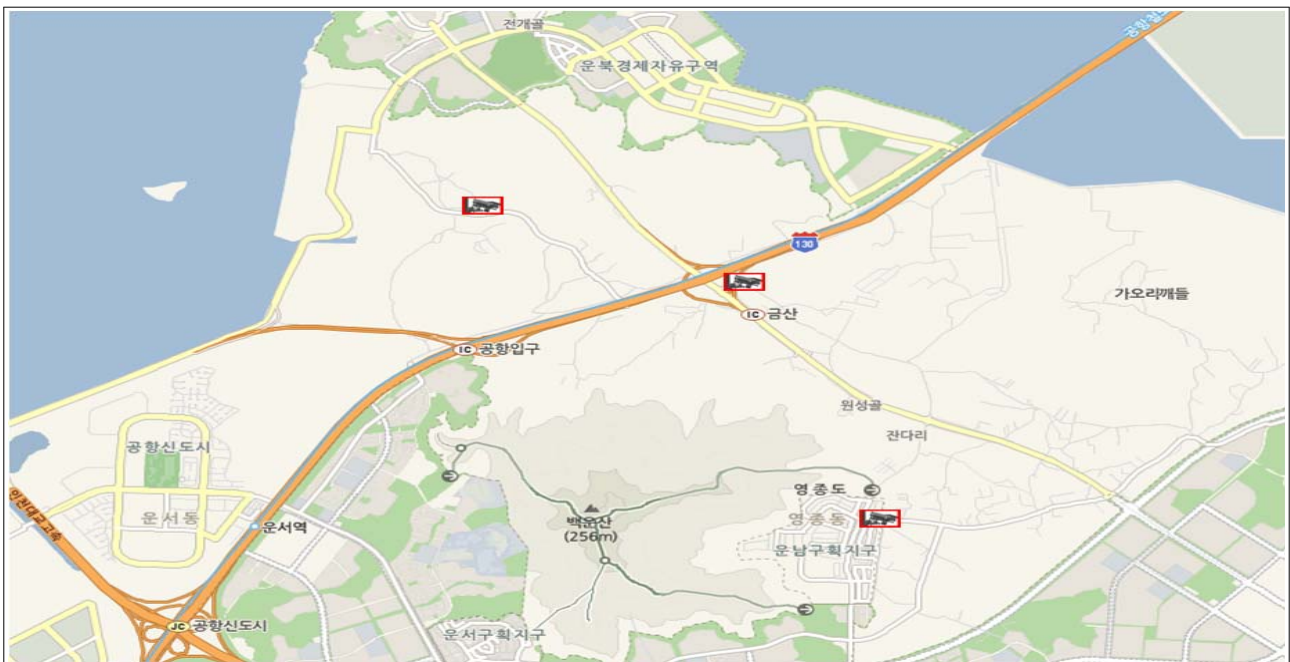 전개골
공항철도
운북경제자유구역
130
가오리깨들
IC 금산
IC 공항입구
원성골
잔다리
공항신도시
영종도
운서동
운서역
영종동
백운산
(256m)
인천대교고속
운남구획지구
JC 공항신도시
운서구획지구